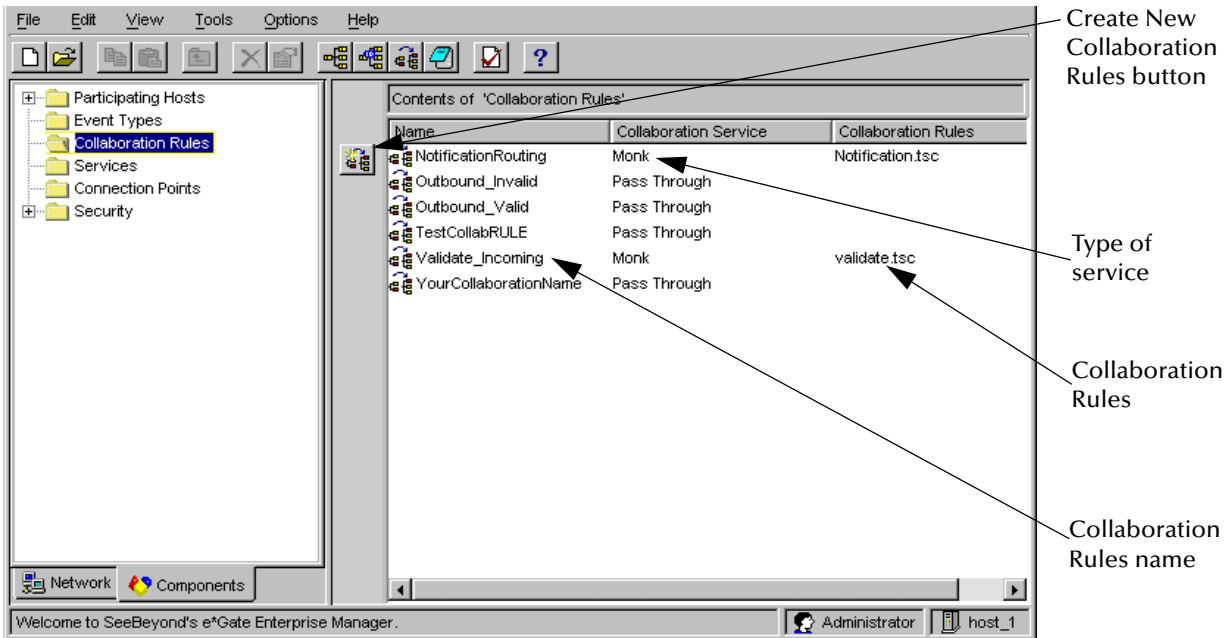 File Edit View Tools Options Help
Create New
Collaboration
Rules button
?
Participating Hosts
Event Types
Collaboration Rules
Services
Connection Points
Security
Contents of 'Collaboration Rules'
Name Collaboration Service Collaboration Rules
NotificationRouting Monk Notification.tsc
Outbound_Invalid Pass Through
Outbound_Valid Pass Through
TestCollabRULE Pass Through
Validate_Incoming Monk validate.tsc
YourCollaborationName Pass Through
Type of
service
Collaboration
Rules
Collaboration
Rules name
Network Components
Welcome to SeeBeyond's e*Gate Enterprise Manager. Administrator host_1